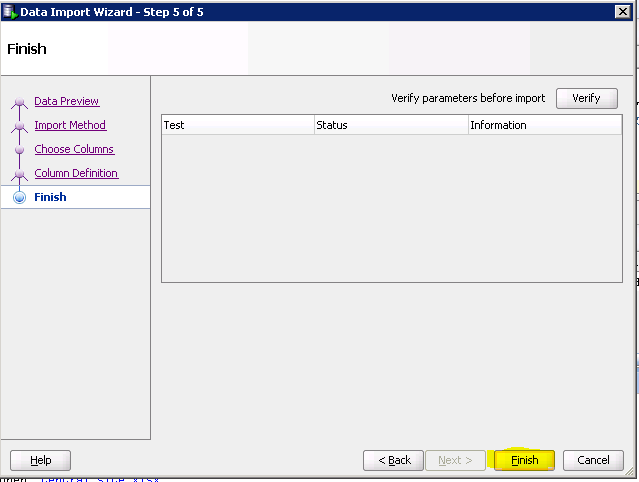 Data Import Wizard - Step 5 of 5
Finish
Data Preview
Import Method
Choose Columns
Column Definition
Finish
Verify parameters before import Verify
Test Status Information
Help < Back Next > Finish Cancel